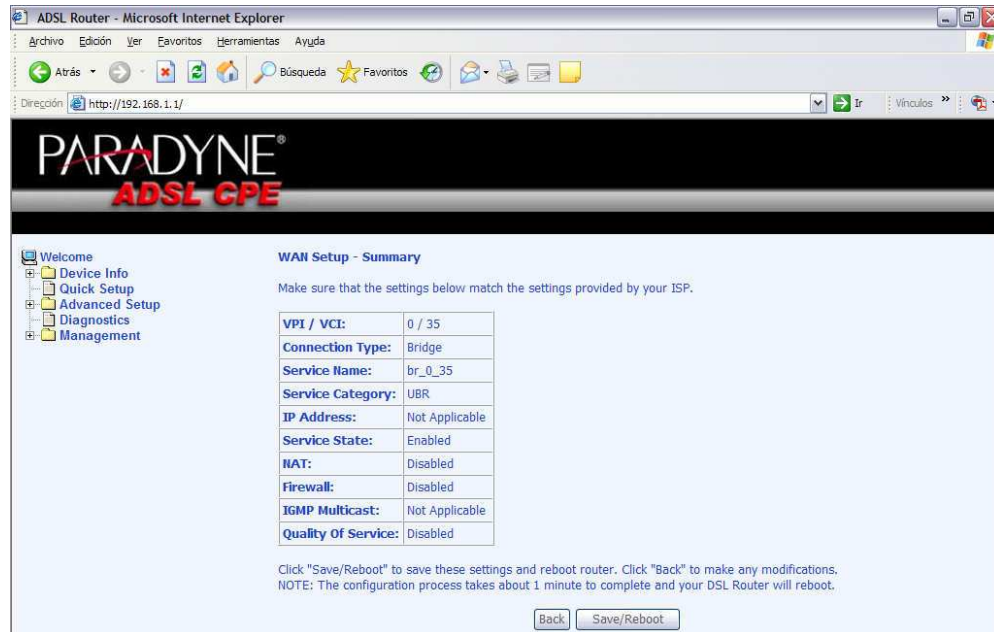 ADSL Router - Microsoft Internet Explorer
Archivo Edición Ver Favoritos Herramientas Ayuda
Atrás Búsqueda Favoritos
Dirección http://192.168.1.1/ Ir Vínculos »
PARADYNE®
ADSL CPE
Welcome
Device Info
Quick Setup
Advanced Setup
Diagnostics
Management
WAN Setup - Summary
Make sure that the settings below match the settings provided by your ISP.
VPI / VCI: 0 / 35
Connection Type: Bridge
Service Name: br_0_35
Service Category: UBR
IP Address: Not Applicable
Service State: Enabled
NAT: Disabled
Firewall: Disabled
IGMP Multicast: Not Applicable
Quality Of Service: Disabled
Click "Save/Reboot" to save these settings and reboot router. Click "Back" to make any modifications.
NOTE: The configuration process takes about 1 minute to complete and your DSL Router will reboot.
Back Save/Reboot